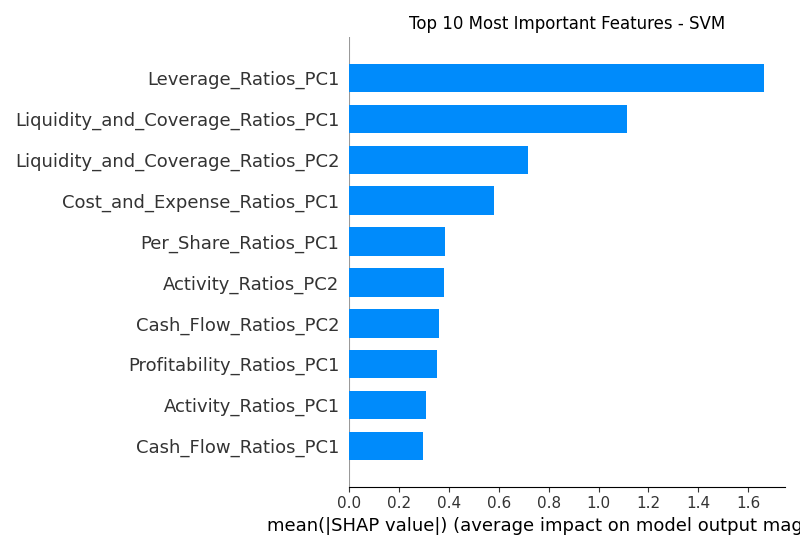 Top 10 Most Important Features - SVM
Leverage_Ratios_PC1
Liquidity_and_Coverage_Ratios_PC1
Liquidity_and_Coverage_Ratios_PC2
Cost_and_Expense_Ratios_PC1
Per_Share_Ratios_PC1
Activity_Ratios_PC2
Cash_Flow_Ratios_PC2
Profitability_Ratios_PC1
Activity_Ratios_PC1
Cash_Flow_Ratios_PC1
0.0 0.2 0.4 0.6 0.8 1.0 1.2 1.4 1.6
mean(|SHAP value|) (average impact on model output mag